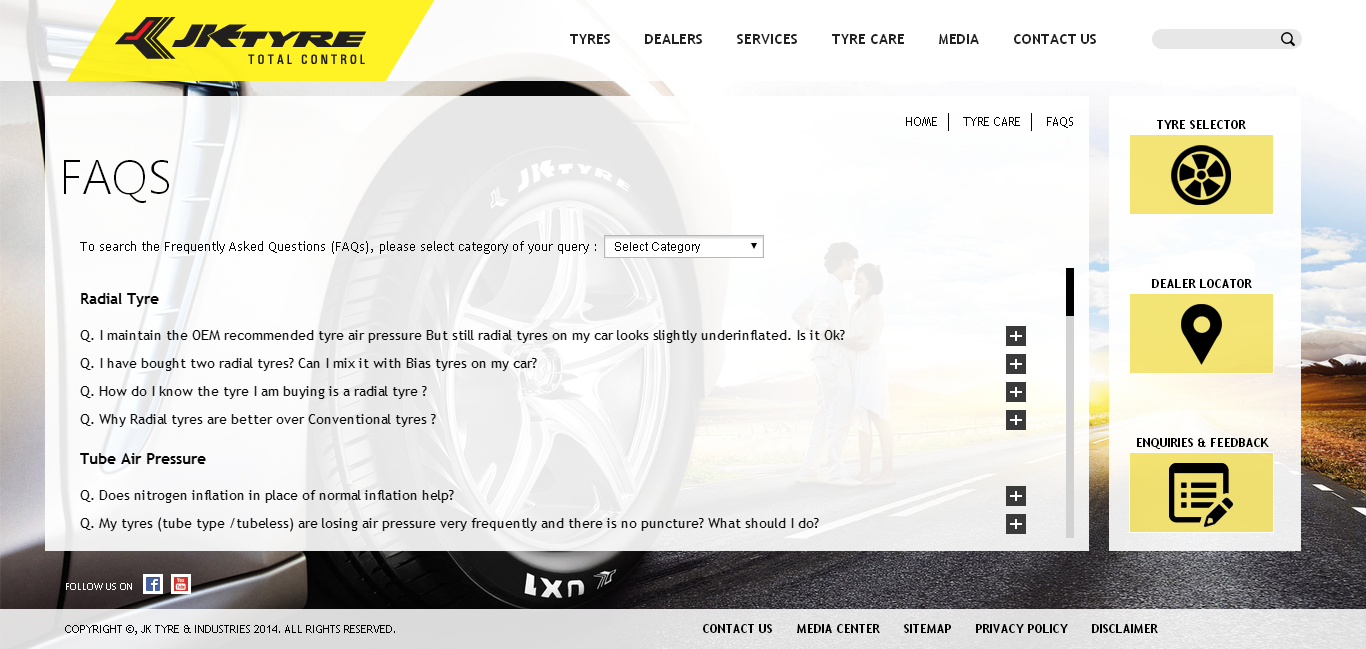 JK TYRE
TOTAL CONTROL
TYRES DEALERS SERVICES TYRE CARE MEDIA CONTACT US
HOME TYRE CARE FAQS
FAQS
To search the Frequently Asked Questions (FAQs), please select category of your query : Select Category
Radial Tyre
Q. I maintain the OEM recommended tyre air pressure But still radial tyres on my car looks slightly underinflated. Is it Ok?
Q. I have bought two radial tyres? Can I mix it with Bias tyres on my car?
Q. How do I know the tyre I am buying is a radial tyre ?
Q. Why Radial tyres are better over Conventional tyres ?
Tube Air Pressure
Q. Does nitrogen inflation in place of normal inflation help?
Q. My tyres (tube type /tubeless) are losing air pressure very frequently and there is no puncture? What should I do?
TYRE SELECTOR
DEALER LOCATOR
ENQUIRIES & FEEDBACK
JK TYRE
FOLLOW US ON
You Tube
COPYRIGHT ©, JK TYRE & INDUSTRIES 2014. ALL RIGHTS RESERVED.
CONTACT US MEDIA CENTER SITEMAP PRIVACY POLICY DISCLAIMER